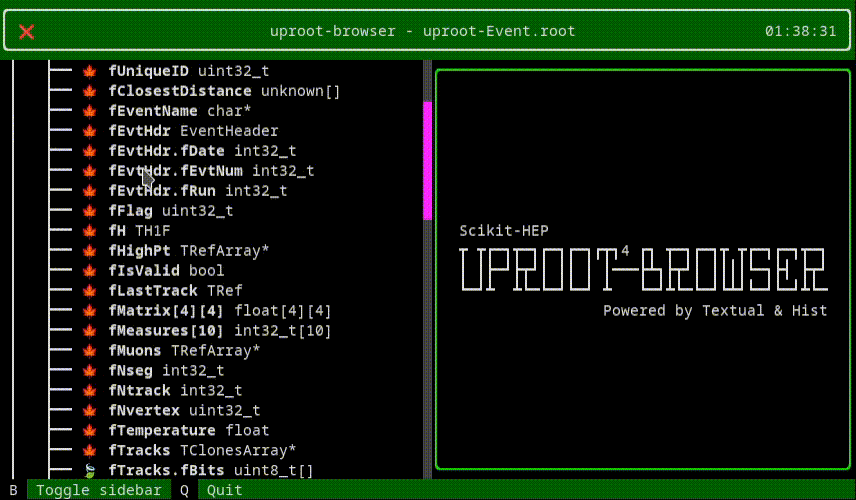 uproot-browser - uproot-Event.root 01:38:31
fUniqueID uint32_t
fClosestDistance unknown[]
fEventName char*
fEvtHdr EventHeader
fEvtHdr.fDate int32_t
fEvtHdr.fEvtNum int32_t
fEvtHdr.fRun int32_t
fFlag uint32_t
fH TH1F
fHighPt TRefArray*
fIsValid bool
fLastTrack TRef
fMatrix[4][4] float[4][4]
fMeasures[10] int32_t[10]
fMuons TRefArray*
fNseg int32_t
fNtrack int32_t
fNvertex uint32_t
fTemperature float
fTracks TClonesArray*
fTracks.fBits uint8_t[]
Scikit-HEP
UPROOT4-BROWSER
Powered by Textual & Hist
B Toggle sidebar Q Quit